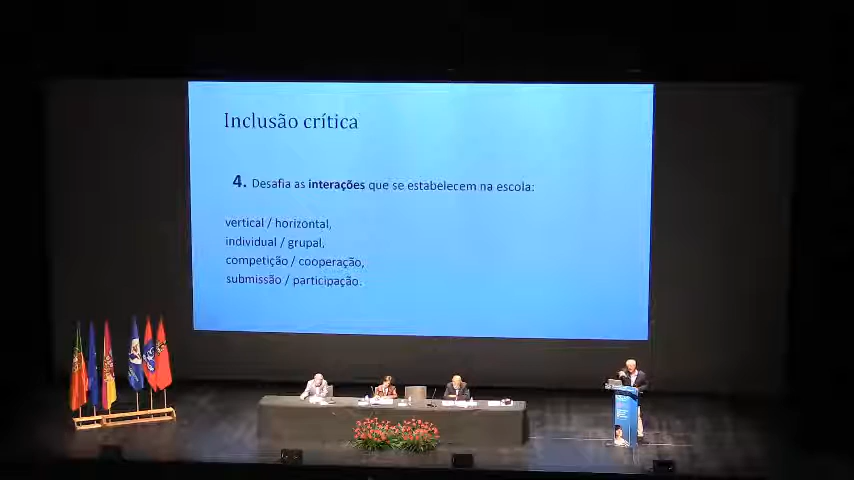 Inclusão crítica
4. Desafia as interações que se estabelecem na escola:
vertical / horizontal,
individual / grupal,
competição / cooperação,
submissão / participação.